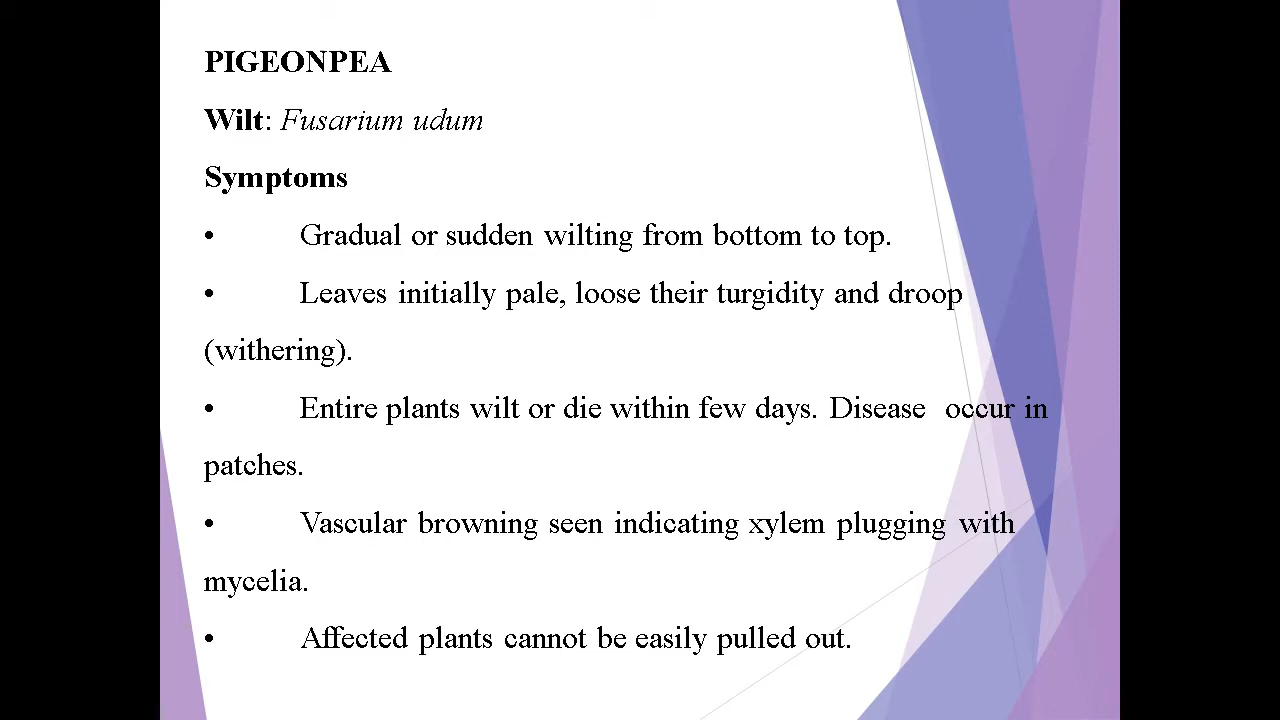 PIGEONPEA
Wilt: Fusarium udum
Symptoms
• Gradual or sudden wilting from bottom to top.
• Leaves initially pale, loose their turgidity and droop
(withering).
• Entire plants wilt or die within few days. Disease occur in
patches.
• Vascular browning seen indicating xylem plugging with
mycelia.
• Affected plants cannot be easily pulled out.